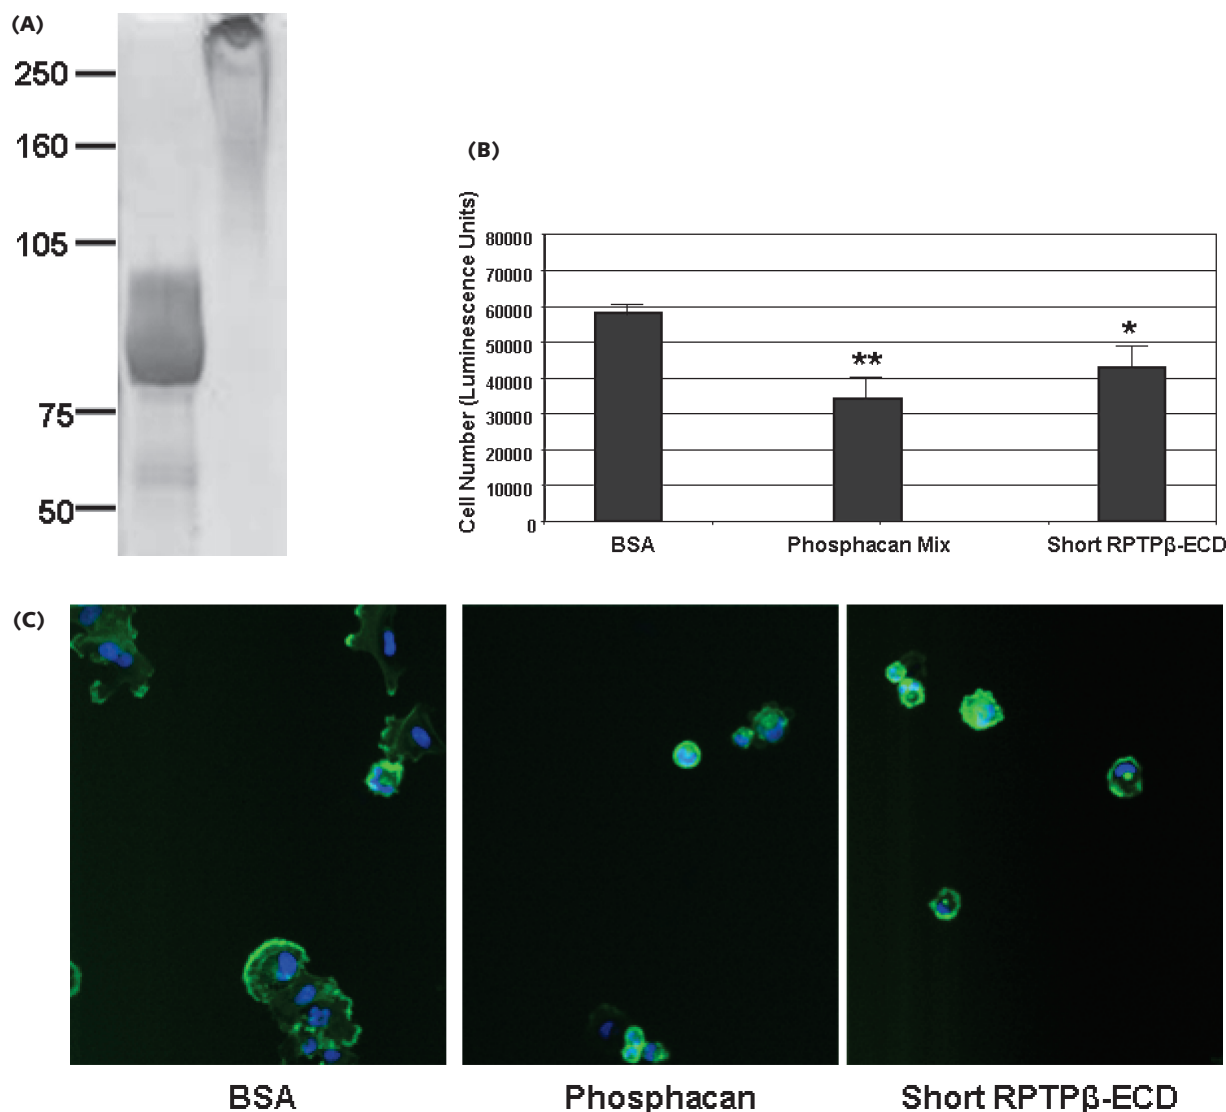 (A)
250
160
105
75
50
(B)
Cell Number (Luminescence Units)
80000
70000
60000
50000
40000
30000
20000
10000
0
**
*
BSA
Phosphacan Mix
Short RPTPβ-ECD
(C)
BSA
Phosphacan
Short RPTPβ-ECD